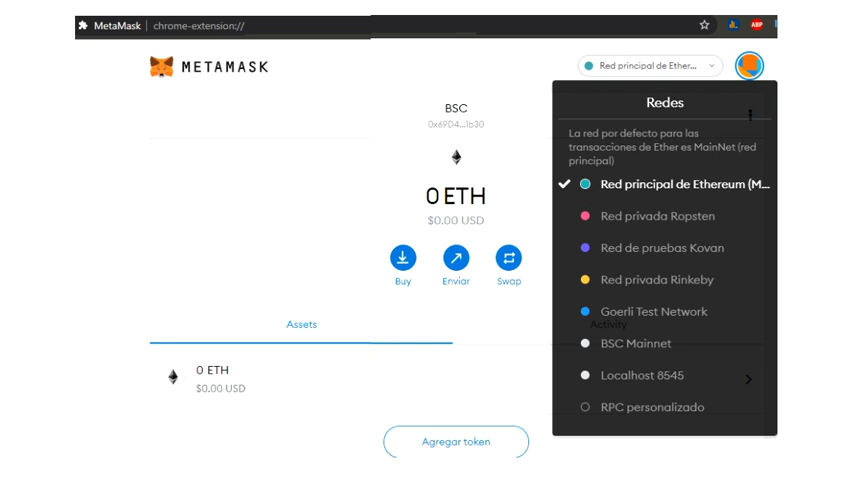 MetaMask chrome-extension://
ABP
METAMASK
Red principal de Ether...
BSC
0x69D4...1b30
0 ETH
$0.00 USD
Buy Enviar Swap
Assets
Activity
0 ETH
$0.00 USD
Agregar token
Redes
La red por defecto para las
transacciones de Ether es MainNet (red
principal)
Red principal de Ethereum (M...
Red privada Ropsten
Red de pruebas Kovan
Red privada Rinkeby
Goerli Test Network
BSC Mainnet
Localhost 8545
RPC personalizado